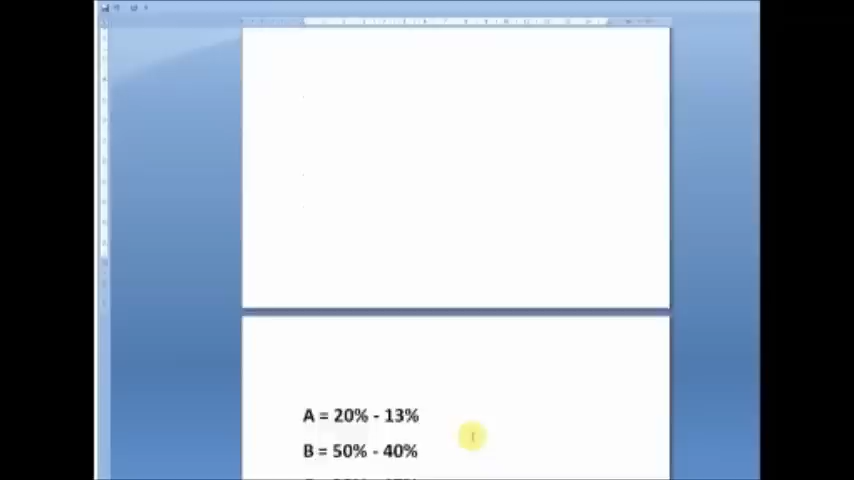 A = 20% - 13%
B = 50% - 40%